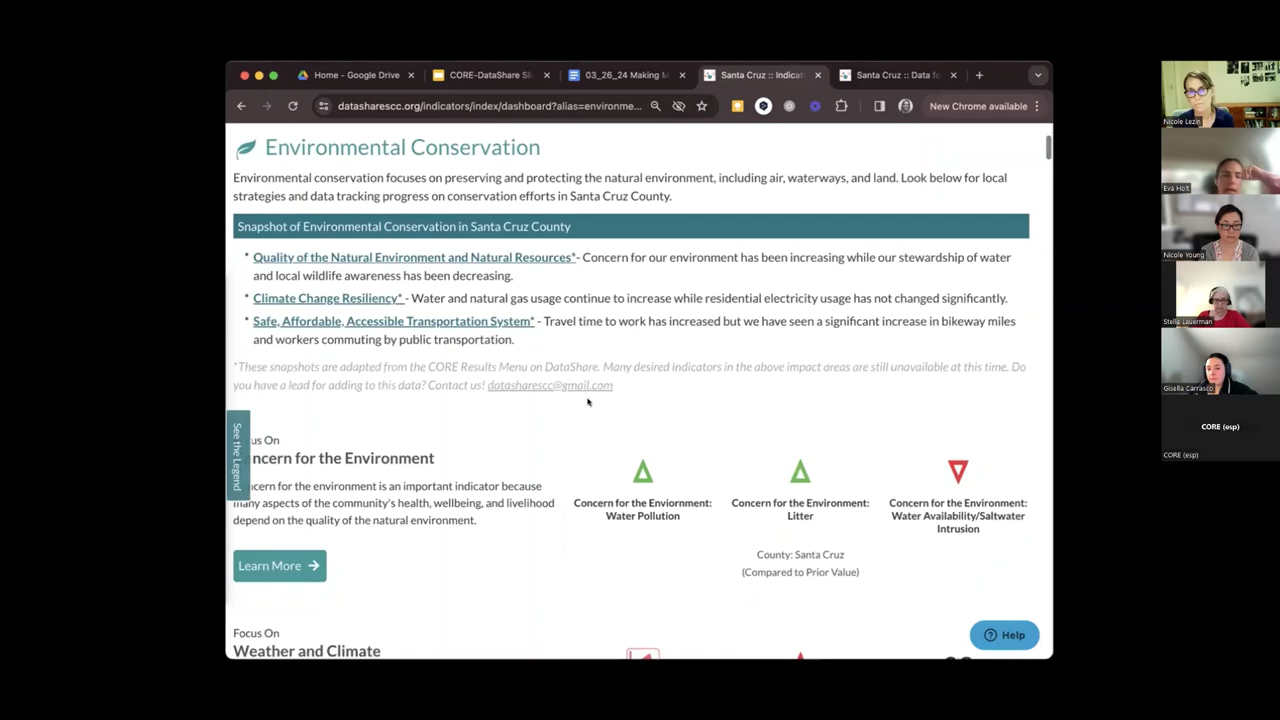 Home - Google Drive
CORE-DataShare Sli
03_26_24 Making M
Santa Cruz :: Indicat
Santa Cruz :: Data fo
datasharescc.org/indicators/index/dashboard?alias=environme...
New Chrome available
Environmental Conservation
Environmental conservation focuses on preserving and protecting the natural environment, including air, waterways, and land. Look below for local
strategies and data tracking progress on conservation efforts in Santa Cruz County.
Snapshot of Environmental Conservation in Santa Cruz County
* Quality of the Natural Environment and Natural Resources*- Concern for our environment has been increasing while our stewardship of water
and local wildlife awareness has been decreasing.
* Climate Change Resiliency* - Water and natural gas usage continue to increase while residential electricity usage has not changed significantly.
* Safe, Affordable, Accessible Transportation System* - Travel time to work has increased but we have seen a significant increase in bikeway miles
and workers commuting by public transportation.
*These snapshots are adapted from the CORE Results Menu on DataShare. Many desired indicators in the above impact areas are still unavailable at this time. Do
you have a lead for adding to this data? Contact us! datasharescc@gmail.com
See the Legend
us On
ncern for the Environment
ncern for the environment is an important indicator because
many aspects of the community's health, wellbeing, and livelihood
depend on the quality of the natural environment.
Learn More
Concern for the Enviornment:
Water Pollution
Concern for the Environment:
Litter
Concern for the Environment:
Water Availability/Saltwater
Intrusion
County: Santa Cruz
(Compared to Prior Value)
Focus On
Weather and Climate
Help
Nicole Lezin
Eva Holt
Nicole Young
Stella Lauerman
Gisella Carrasco
CORE (esp)
CORE (esp)